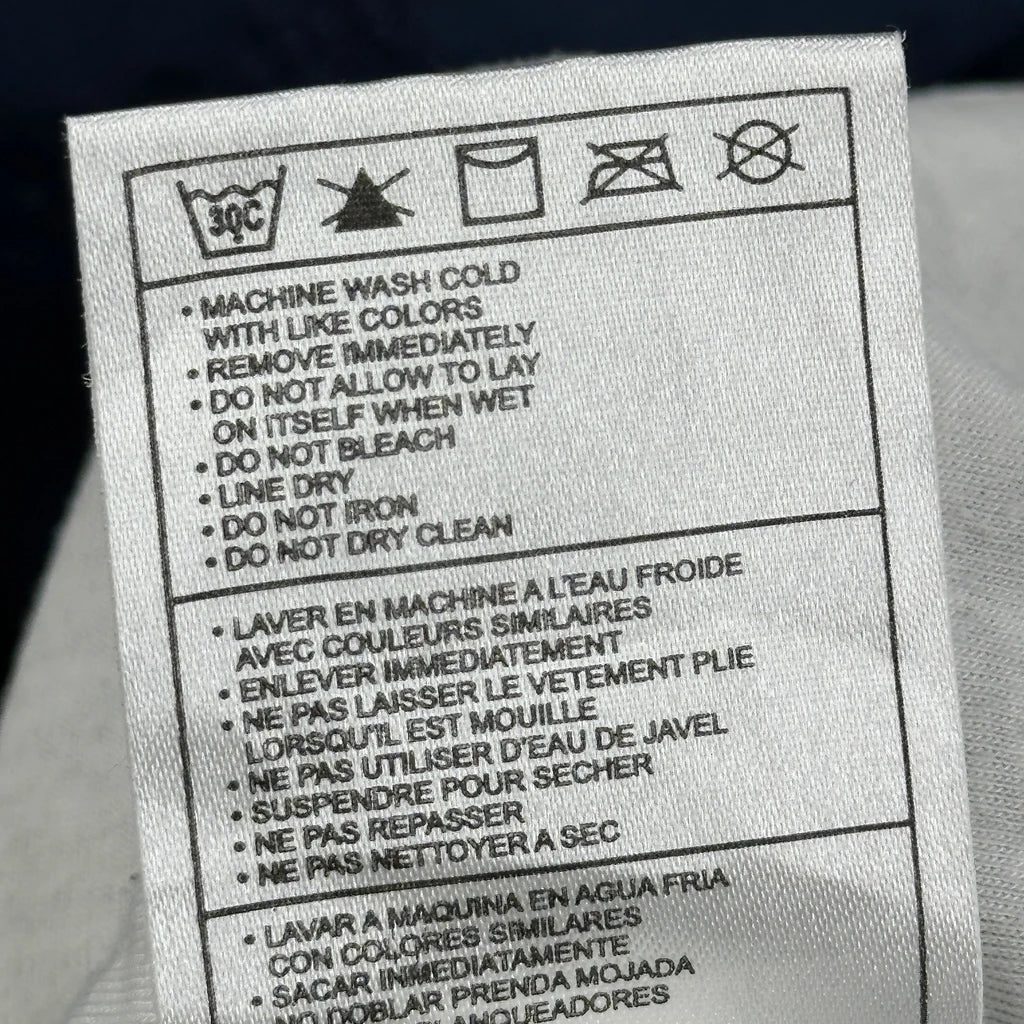 30C
• MACHINE WASH COLD
WITH LIKE COLORS
• REMOVE IMMEDIATELY
• DO NOT ALLOW TO LAY
ON ITSELF WHEN WET
• DO NOT BLEACH
• LINE DRY
• DO NOT IRON
• DO NOT DRY CLEAN
• LAVER EN MACHINE A L'EAU FROIDE
AVEC COULEURS SIMILAIRES
• ENLEVER IMMEDIATEMENT
• NE PAS LAISSER LE VETEMENT PLIE
LORSQU'IL EST MOUILLE
• NE PAS UTILISER D'EAU DE JAVEL
• SUSPENDRE POUR SECHER
• NE PAS REPASSER
• NE PAS NETTOYER A SEC
• LAVAR A MAQUINA EN AGUA FRIA
CON COLORES SIMILARES
• SACAR INMEDIATAMENTE
NO DOBLAR PRENDA MOJADA